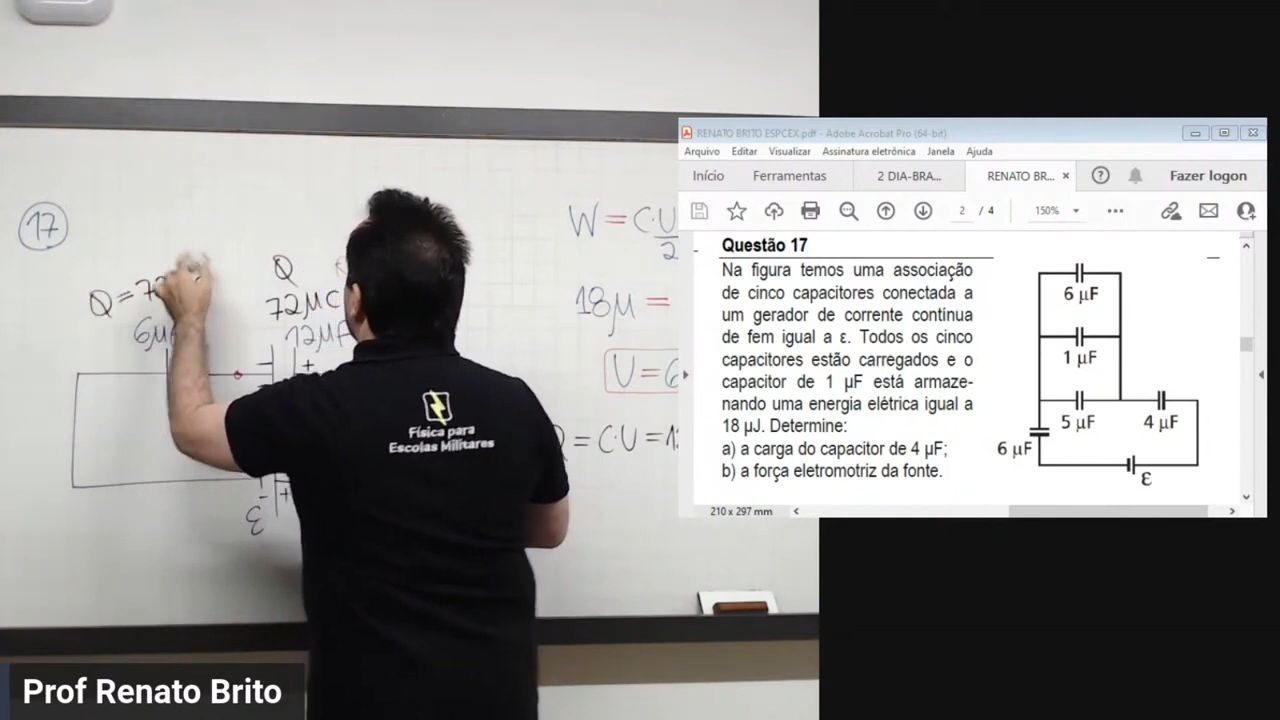 17
Q = 7
6μ
Q
72μC
12μF
+
ε
W = C·U
2
18μ =
U = 6
= C·U = 1
Física para
Escolas Militares
Prof Renato Brito
RENATO BRITO ESPCEX.pdf - Adobe Acrobat Pro (64-bit)
Arquivo Editar Visualizar Assinatura eletrônica Janela Ajuda
Início Ferramentas 2 DIA-BRA... RENATO BR... × Fazer logon
2 / 4 150%
Questão 17
Na figura temos uma associação
de cinco capacitores conectada a
um gerador de corrente contínua
de fem igual a ε. Todos os cinco
capacitores estão carregados e o
capacitor de 1 μF está armaze-
nando uma energia elétrica igual a
18 μJ. Determine:
a) a carga do capacitor de 4 μF;
b) a força eletromotriz da fonte.
6 μF
1 μF
5 μF
4 μF
6 μF
ε
210 x 297 mm